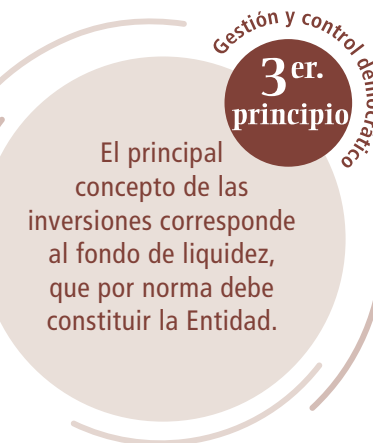 Gestión y control democrático
3er.
principio
El principal
concepto de las
inversiones corresponde
al fondo de liquidez,
que por norma debe
constituir la Entidad.